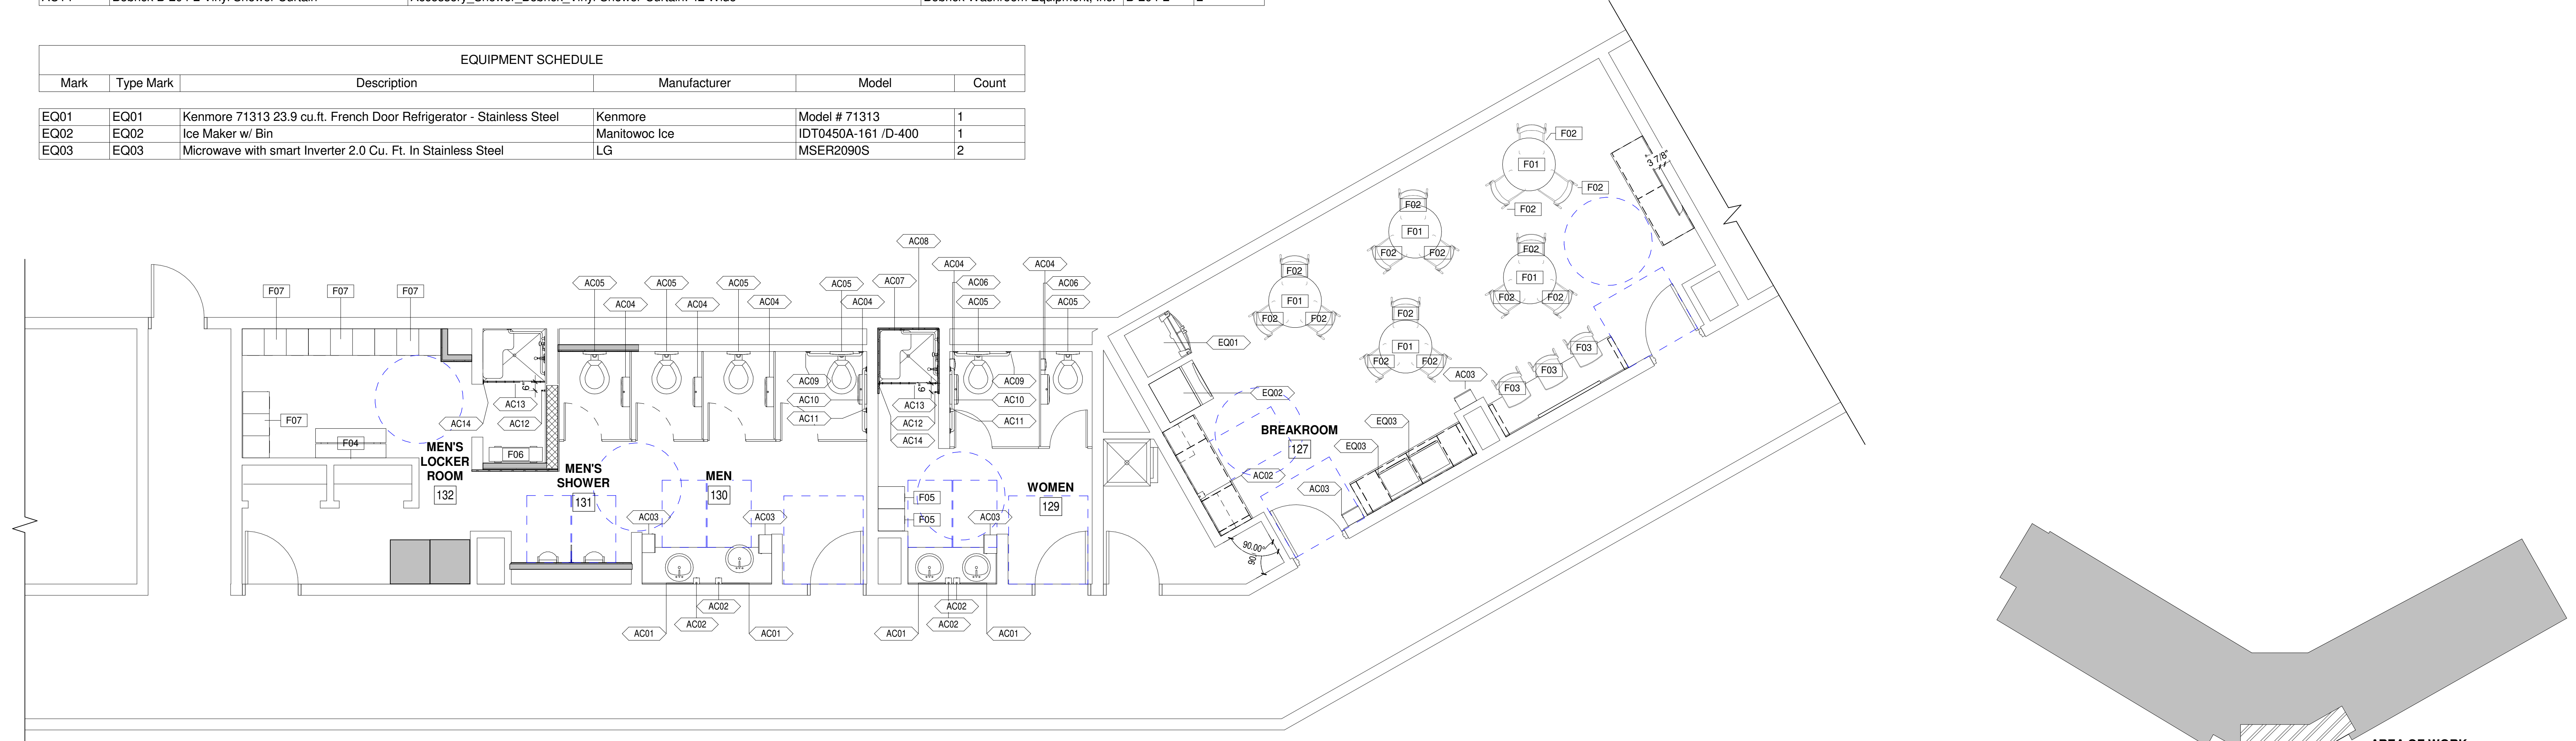 EQUIPMENT SCHEDULE
Mark Type Mark Description Manufacturer Model Count
EQ01 EQ01 Kenmore 71313 23.9 cu.ft. French Door Refrigerator - Stainless Steel Kenmore Model # 71313 1
EQ02 EQ02 Ice Maker w/ Bin Manitowoc Ice IDT0450A-161 /D-400 1
EQ03 EQ03 Microwave with smart Inverter 2.0 Cu. Ft. In Stainless Steel LG MSER2090S 2
F02
3 7/8"
F01
F02
F02
F02
F01
F02 F02
F02
F01
F02 F02
F02
F01
F02 F02
F02
F01
F02 F02
F03
F03
F03
AC08
AC04 AC04
F07 F07 F07
AC05 AC05 AC05 AC05 AC07 AC06 AC06
AC04 AC04 AC04 AC04 AC05 AC05
EQ01
AC09 AC09
AC10 AC10
AC11 AC11
6" 6"
AC13 AC13
AC14 AC12 AC12
AC14
EQ02
AC03
EQ03
EQ03
F07
F04
F06
BREAKROOM
127
AC02
AC03
MEN'S
LOCKER
ROOM
132
MEN'S
SHOWER
131
MEN
130
WOMEN
129
F05
F05
AC03 AC03 AC03
90.00°
AC02 AC02
AC02 AC02
AC01 AC01 AC01 AC01